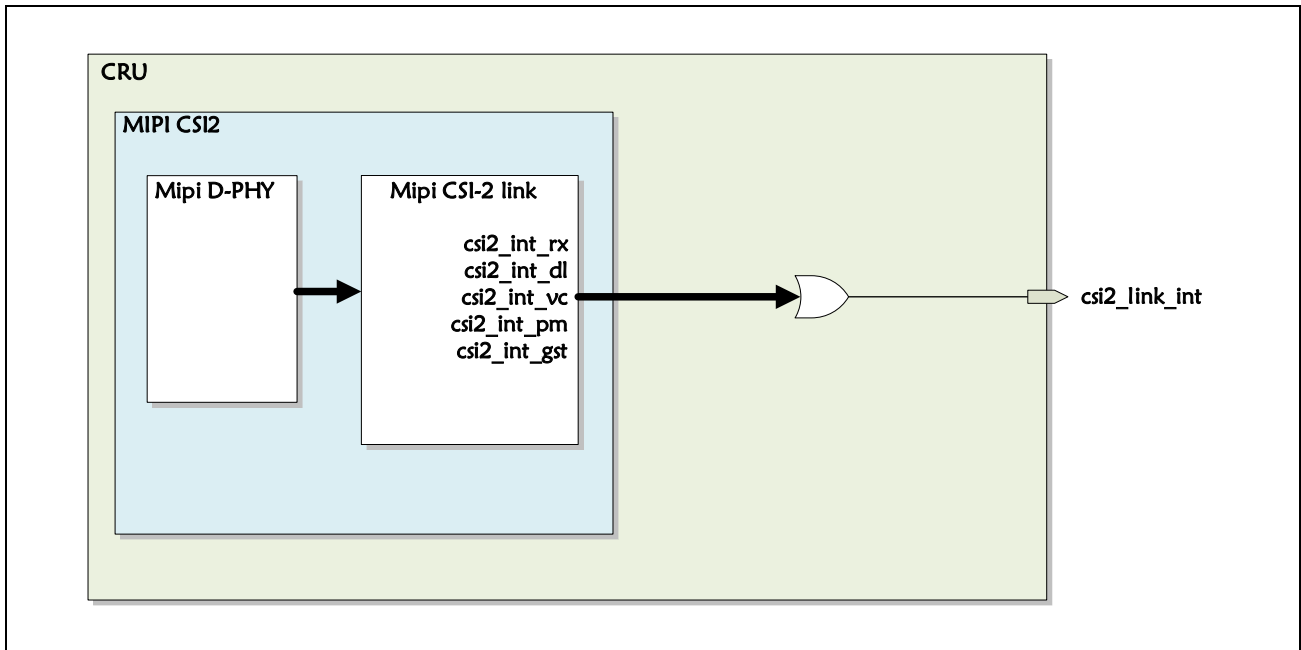 CRU
MIPI CSI2
Mipi D-PHY
Mipi CSI-2 link
csi2_int_rx
csi2_int_dl
csi2_int_vc
csi2_int_pm
csi2_int_gst
csi2_link_int